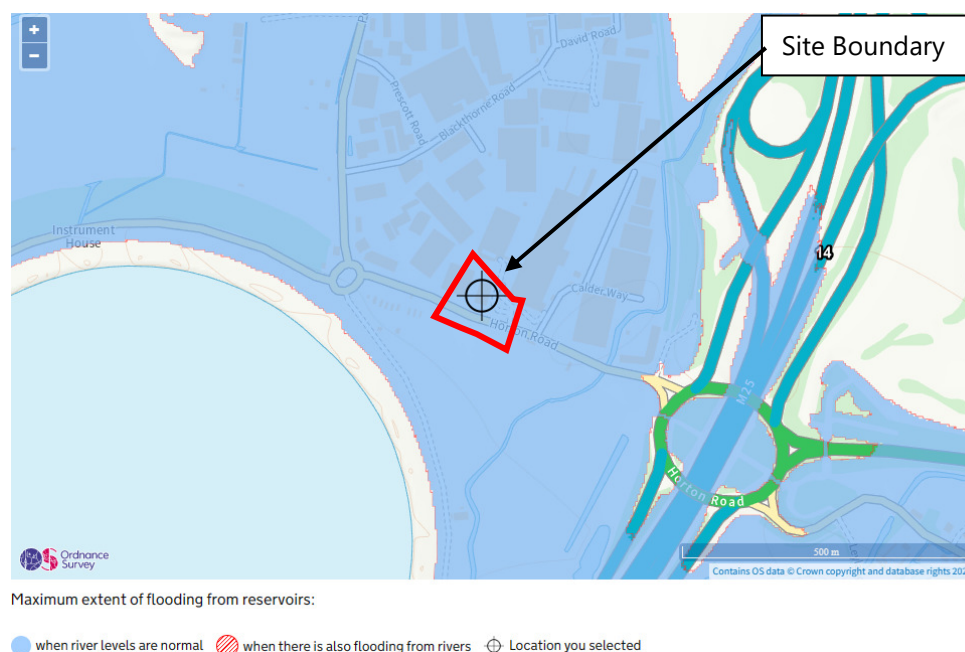 +
−
Site Boundary
David Road
Prescott Road
Blackthorne Road
Instrument
House
14
Calder Way
Horton Road
M25
Horton Road
500 m
Ordnance
Survey
Contains OS data © Crown copyright and database rights 202
Maximum extent of flooding from reservoirs:
when river levels are normal when there is also flooding from rivers Location you selected